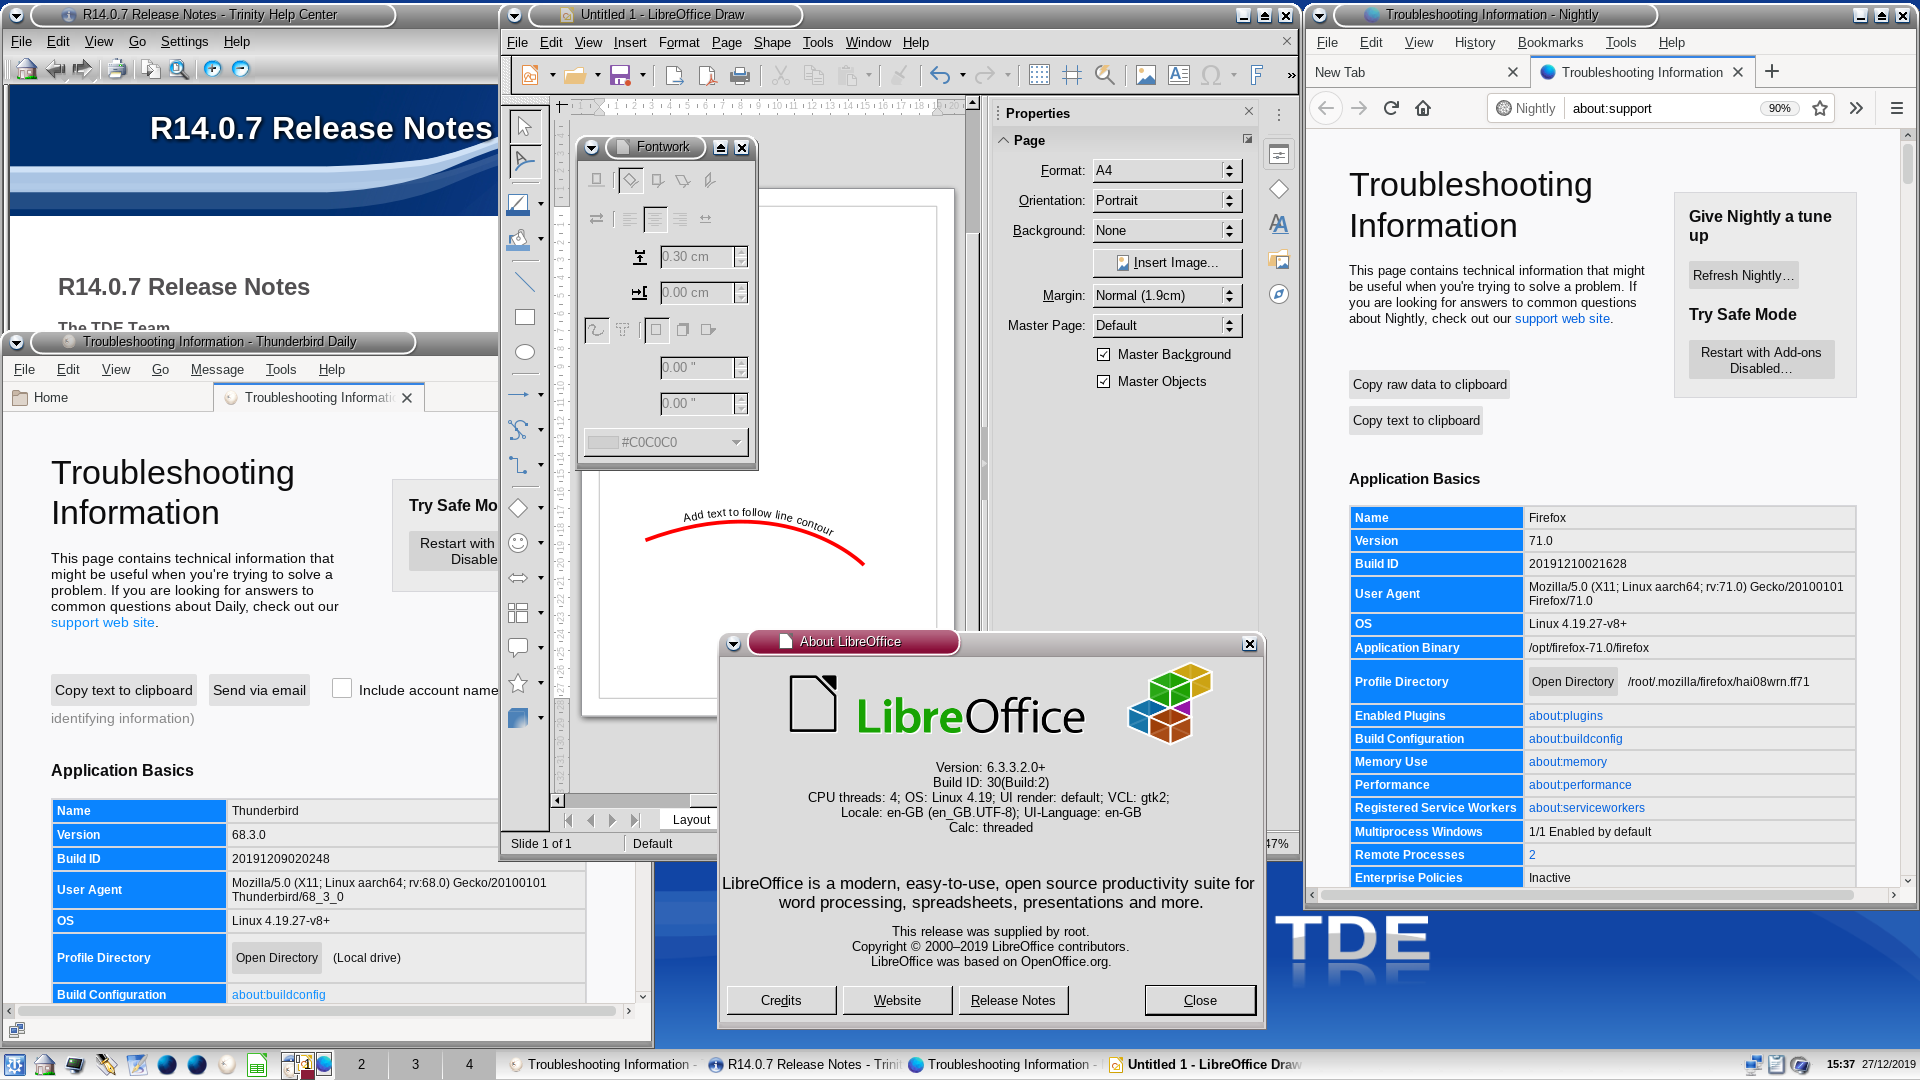 R14.0.7 Release Notes - Trinity Help Center
File Edit View Go Settings Help
R14.0.7 Release Notes
R14.0.7 Release Notes
The TDE Team
Troubleshooting Information - Thunderbird Daily
File Edit View Go Message Tools Help
Home
Troubleshooting Informati
Troubleshooting
Information
This page contains technical information that
might be useful when you're trying to solve a
problem. If you are looking for answers to
common questions about Daily, check out our
support web site.
Try Safe Mo
Restart with
Disable
Copy text to clipboard
Send via email
Include account name
identifying information)
Application Basics
Name Thunderbird
Version 68.3.0
Build ID 20191209020248
User Agent Mozilla/5.0 (X11; Linux aarch64; rv:68.0) Gecko/20100101
Thunderbird/68_3_0
OS Linux 4.19.27-v8+
Profile Directory Open Directory (Local drive)
Build Configuration about:buildconfig
Untitled 1 - LibreOffice Draw
File Edit View Insert Format Page Shape Tools Window Help
Fontwork
0.30 cm
0.00 cm
0.00 "
0.00 "
#C0C0C0
Add text to follow line contour
Layout
Slide 1 of 1
Default
47%
Properties
Page
Format: A4
Orientation: Portrait
Background: None
Insert Image...
Margin: Normal (1.9cm)
Master Page: Default
Master Background
Master Objects
About LibreOffice
LibreOffice
Version: 6.3.3.2.0+
Build ID: 30(Build:2)
CPU threads: 4; OS: Linux 4.19; UI render: default; VCL: gtk2;
Locale: en-GB (en_GB.UTF-8); UI-Language: en-GB
Calc: threaded
LibreOffice is a modern, easy-to-use, open source productivity suite for
word processing, spreadsheets, presentations and more.
This release was supplied by root.
Copyright © 2000–2019 LibreOffice contributors.
LibreOffice was based on OpenOffice.org.
Credits Website Release Notes Close
Troubleshooting Information - Nightly
File Edit View History Bookmarks Tools Help
New Tab
Troubleshooting Information
Nightly
about:support
90%
Troubleshooting
Information
This page contains technical information that might
be useful when you're trying to solve a problem. If
you are looking for answers to common questions
about Nightly, check out our support web site.
Give Nightly a tune
up
Refresh Nightly…
Try Safe Mode
Restart with Add-ons
Disabled…
Copy raw data to clipboard
Copy text to clipboard
Application Basics
Name Firefox
Version 71.0
Build ID 20191210021628
User Agent Mozilla/5.0 (X11; Linux aarch64; rv:71.0) Gecko/20100101
Firefox/71.0
OS Linux 4.19.27-v8+
Application Binary /opt/firefox-71.0/firefox
Profile Directory Open Directory /root/.mozilla/firefox/hai08wrn.ff71
Enabled Plugins about:plugins
Build Configuration about:buildconfig
Memory Use about:memory
Performance about:performance
Registered Service Workers about:serviceworkers
Multiprocess Windows 1/1 Enabled by default
Remote Processes 2
Enterprise Policies Inactive
TDE
1 2 3 4
Troubleshooting Information -
R14.0.7 Release Notes - Trinit
Troubleshooting Information -
Untitled 1 - LibreOffice Draw
15:37 27/12/2019